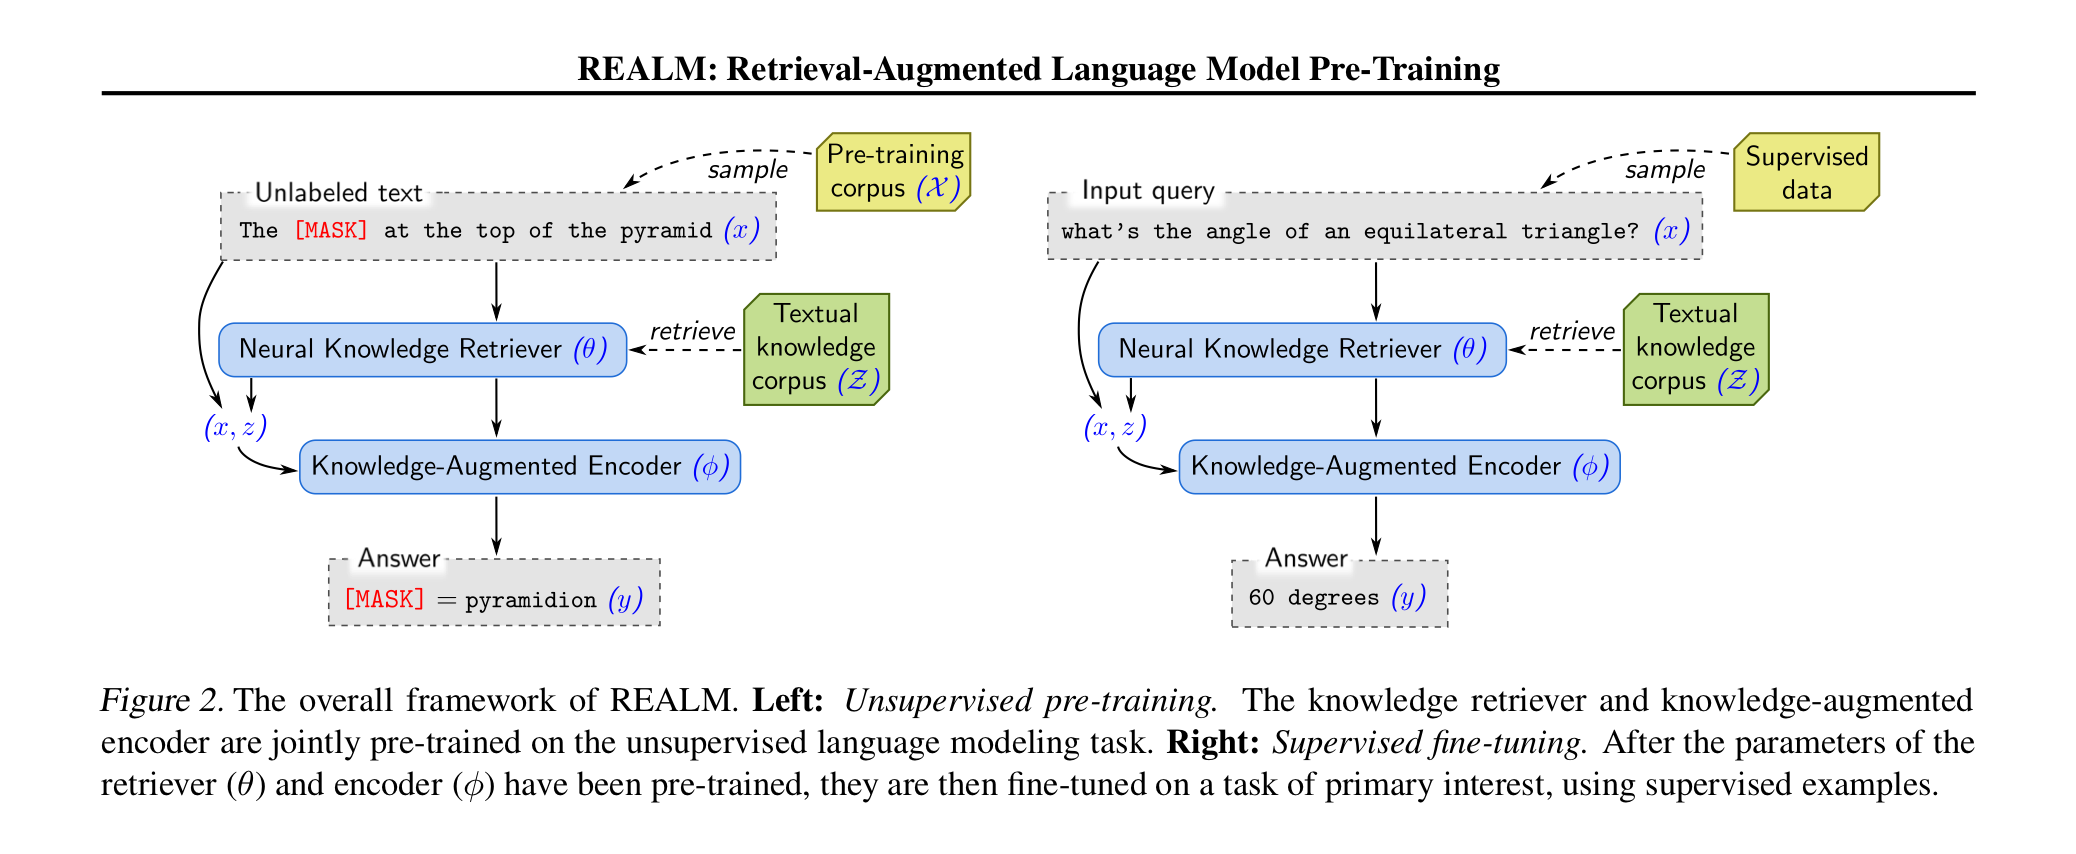 REALM: Retrieval-Augmented Language Model Pre-Training
Pre-training
corpus (𝒳)
sample
Unlabeled text
The [MASK] at the top of the pyramid (x)
Neural Knowledge Retriever (θ)
retrieve
Textual
knowledge
corpus (𝒵)
(x, z)
Knowledge-Augmented Encoder (ϕ)
Answer
[MASK] = pyramidion (y)
Supervised
data
sample
Input query
what's the angle of an equilateral triangle? (x)
Neural Knowledge Retriever (θ)
retrieve
Textual
knowledge
corpus (𝒵)
(x, z)
Knowledge-Augmented Encoder (ϕ)
Answer
60 degrees (y)
Figure 2. The overall framework of REALM. Left: Unsupervised pre-training. The knowledge retriever and knowledge-augmented
encoder are jointly pre-trained on the unsupervised language modeling task. Right: Supervised fine-tuning. After the parameters of the
retriever (θ) and encoder (ϕ) have been pre-trained, they are then fine-tuned on a task of primary interest, using supervised examples.